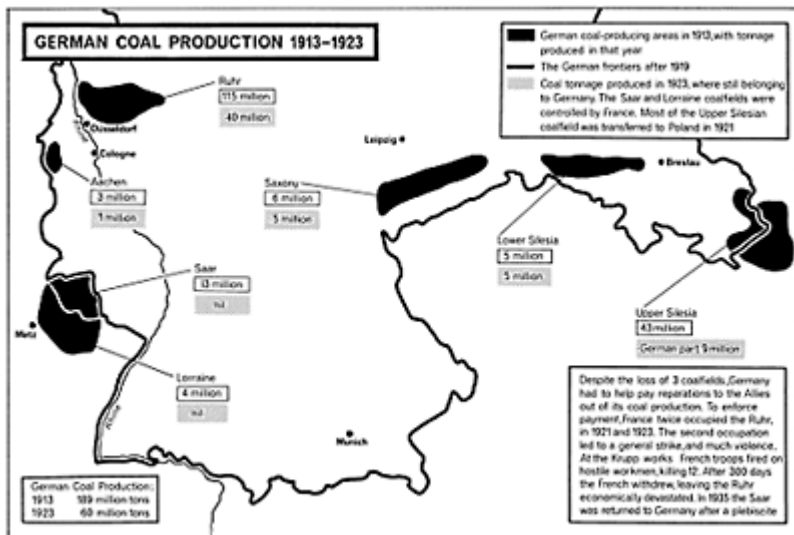 GERMAN COAL PRODUCTION 1913-1923
German coal-producing areas in 1913, with tonnage
produced in that year
The German frontiers after 1919
Coal tonnage produced in 1923, where still belonging
to Germany. The Saar and Lorraine coalfields were
controlled by France. Most of the Upper Silesian
coalfield was transferred to Poland in 1921
Ruhr
115 million
40 million
Düsseldorf
Cologne
Aachen
3 million
1 million
Leipzig
Saxony
6 million
5 million
Breslau
Lower Silesia
5 million
5 million
Saar
13 million
nil
Metz
Upper Silesia
43 million
German part 9 million
Lorraine
4 million
nil
Rhine
Munich
German Coal Production:
1913 189 million tons
1923 60 million tons
Despite the loss of 3 coalfields, Germany
had to help pay reparations to the Allies
out of its coal production. To enforce
payment, France twice occupied the Ruhr,
in 1921 and 1923. The second occupation
led to a general strike, and much violence.
At the Krupp works French troops fired on
hostile workmen, killing 12. After 300 days
the French withdrew, leaving the Ruhr
economically devastated. In 1935 the Saar
was returned to Germany after a plebiscite